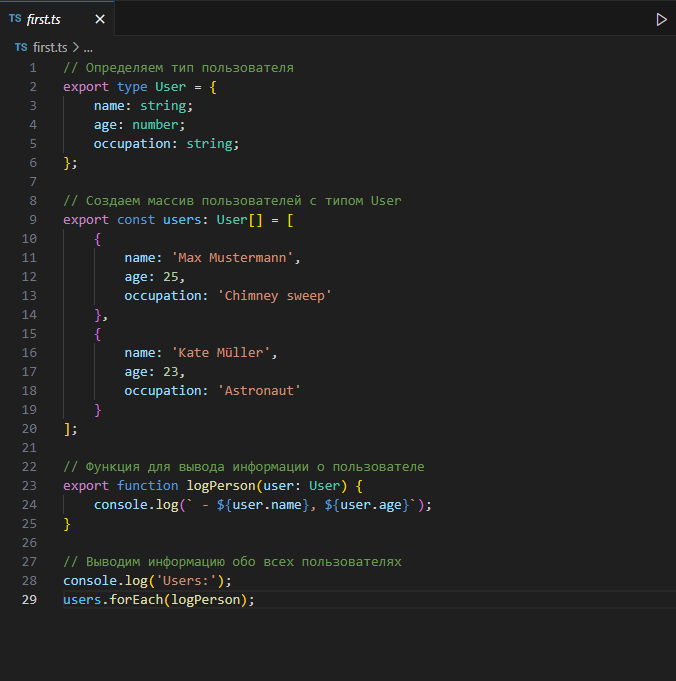 TS first.ts ×
TS first.ts > ...
1 // Определяем тип пользователя
2 export type User = {
3     name: string;
4     age: number;
5     occupation: string;
6 };
7
8 // Создаем массив пользователей с типом User
9 export const users: User[] = [
10     {
11         name: 'Max Mustermann',
12         age: 25,
13         occupation: 'Chimney sweep'
14     },
15     {
16         name: 'Kate Müller',
17         age: 23,
18         occupation: 'Astronaut'
19     }
20 ];
21
22 // Функция для вывода информации о пользователе
23 export function logPerson(user: User) {
24     console.log(` - ${user.name}, ${user.age}`);
25 }
26
27 // Выводим информацию обо всех пользователях
28 console.log('Users:');
29 users.forEach(logPerson);